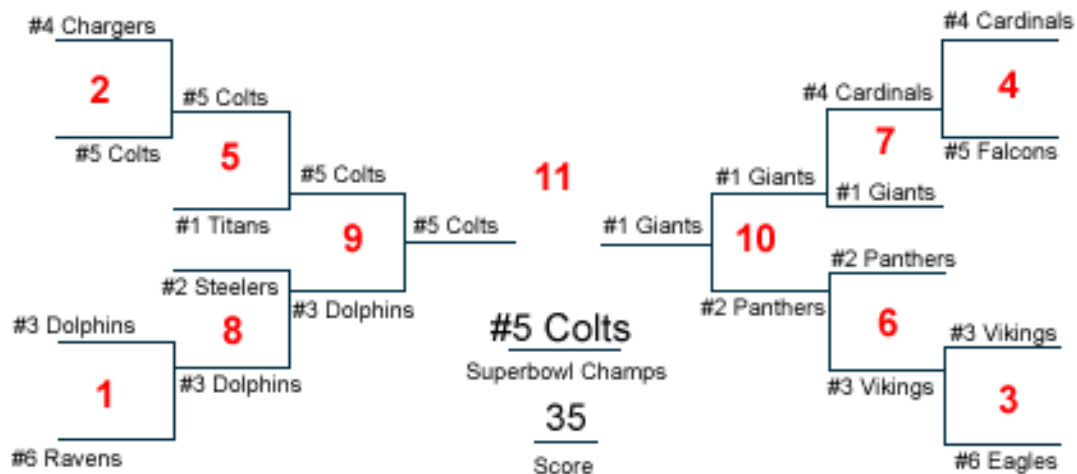 #4 Chargers
#4 Cardinals
2
#5 Colts
#4 Cardinals
4
#5 Colts
5
7
#5 Falcons
#5 Colts
11
#1 Giants
#1 Giants
#1 Titans
9
#5 Colts
#1 Giants
10
#2 Steelers
#2 Panthers
#3 Dolphins
8
#3 Dolphins
#5 Colts
#2 Panthers
6
#3 Vikings
Superbowl Champs
1
#3 Dolphins
35
#3 Vikings
3
#6 Ravens
Score
#6 Eagles